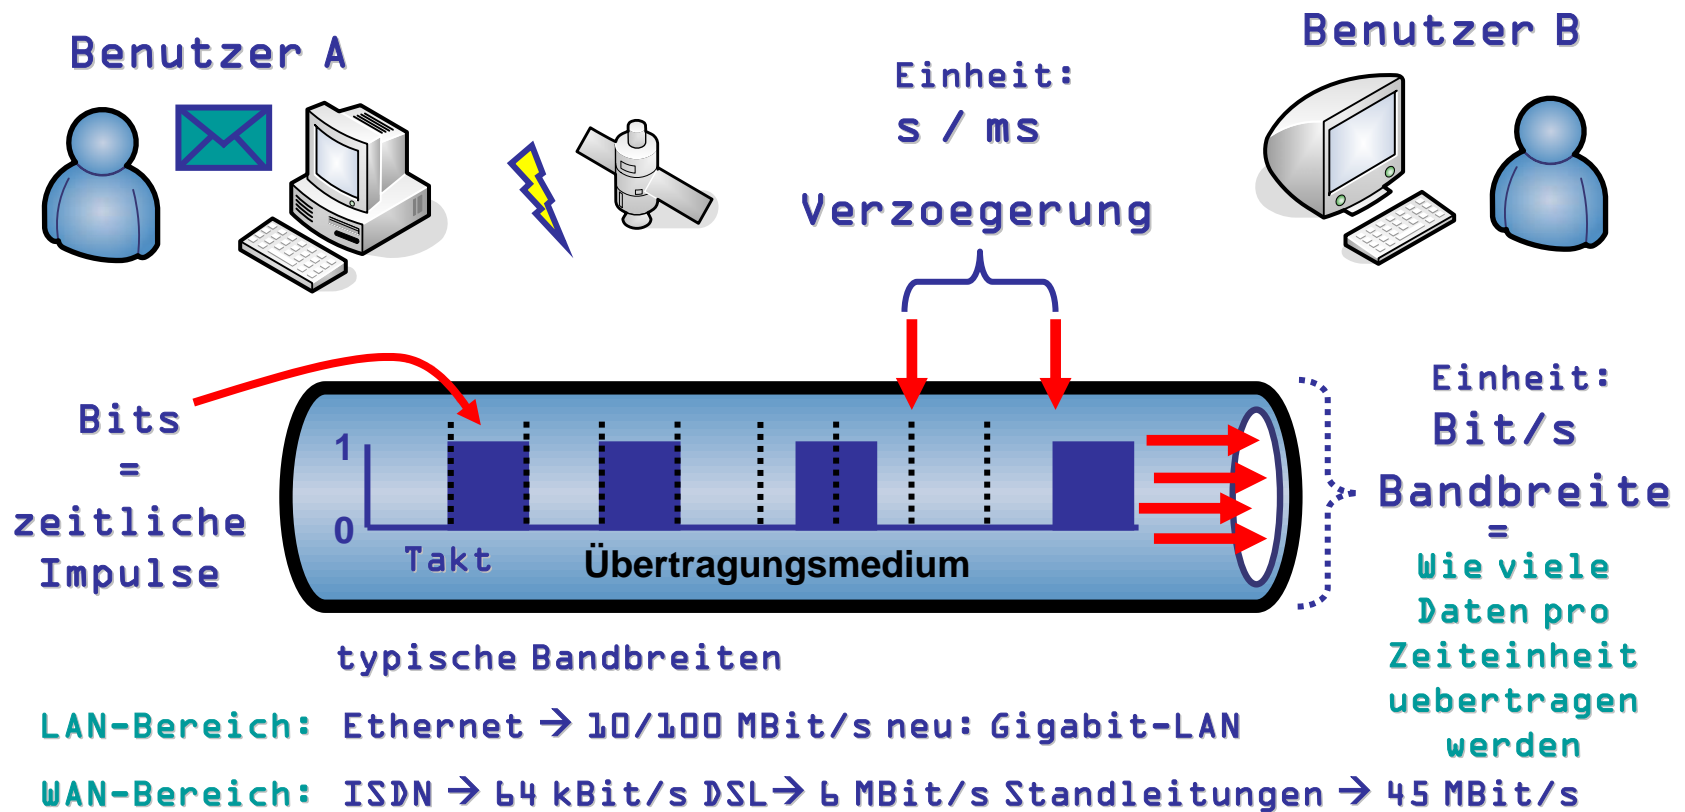 Benutzer A
Benutzer B
Einheit:
s / ms
Verzoegerung
Bits
=
zeitliche
Impulse
1
0
Takt
Übertragungsmedium
Einheit:
Bit/s
Bandbreite
=
Wie viele
Daten pro
Zeiteinheit
uebertragen
werden
typische Bandbreiten
LAN-Bereich: Ethernet → 10/100 MBit/s neu: Gigabit-LAN
WAN-Bereich: ISDN → 64 kBit/s DSL→ 6 MBit/s Standleitungen → 45 MBit/s